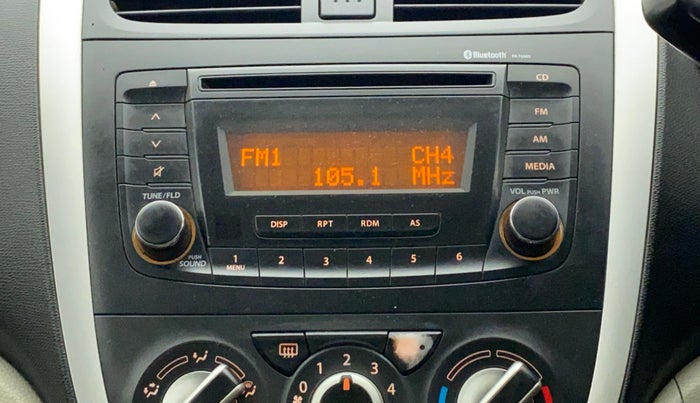 Bluetooth
CD
FM
AM
MEDIA
FM1 CH4
105.1 MHz
TUNE/FLD
VOL PUSH PWR
DISP RPT RDM AS
PUSH
SOUND
1 2 3 4 5 6
MENU
0 1 2 3 4